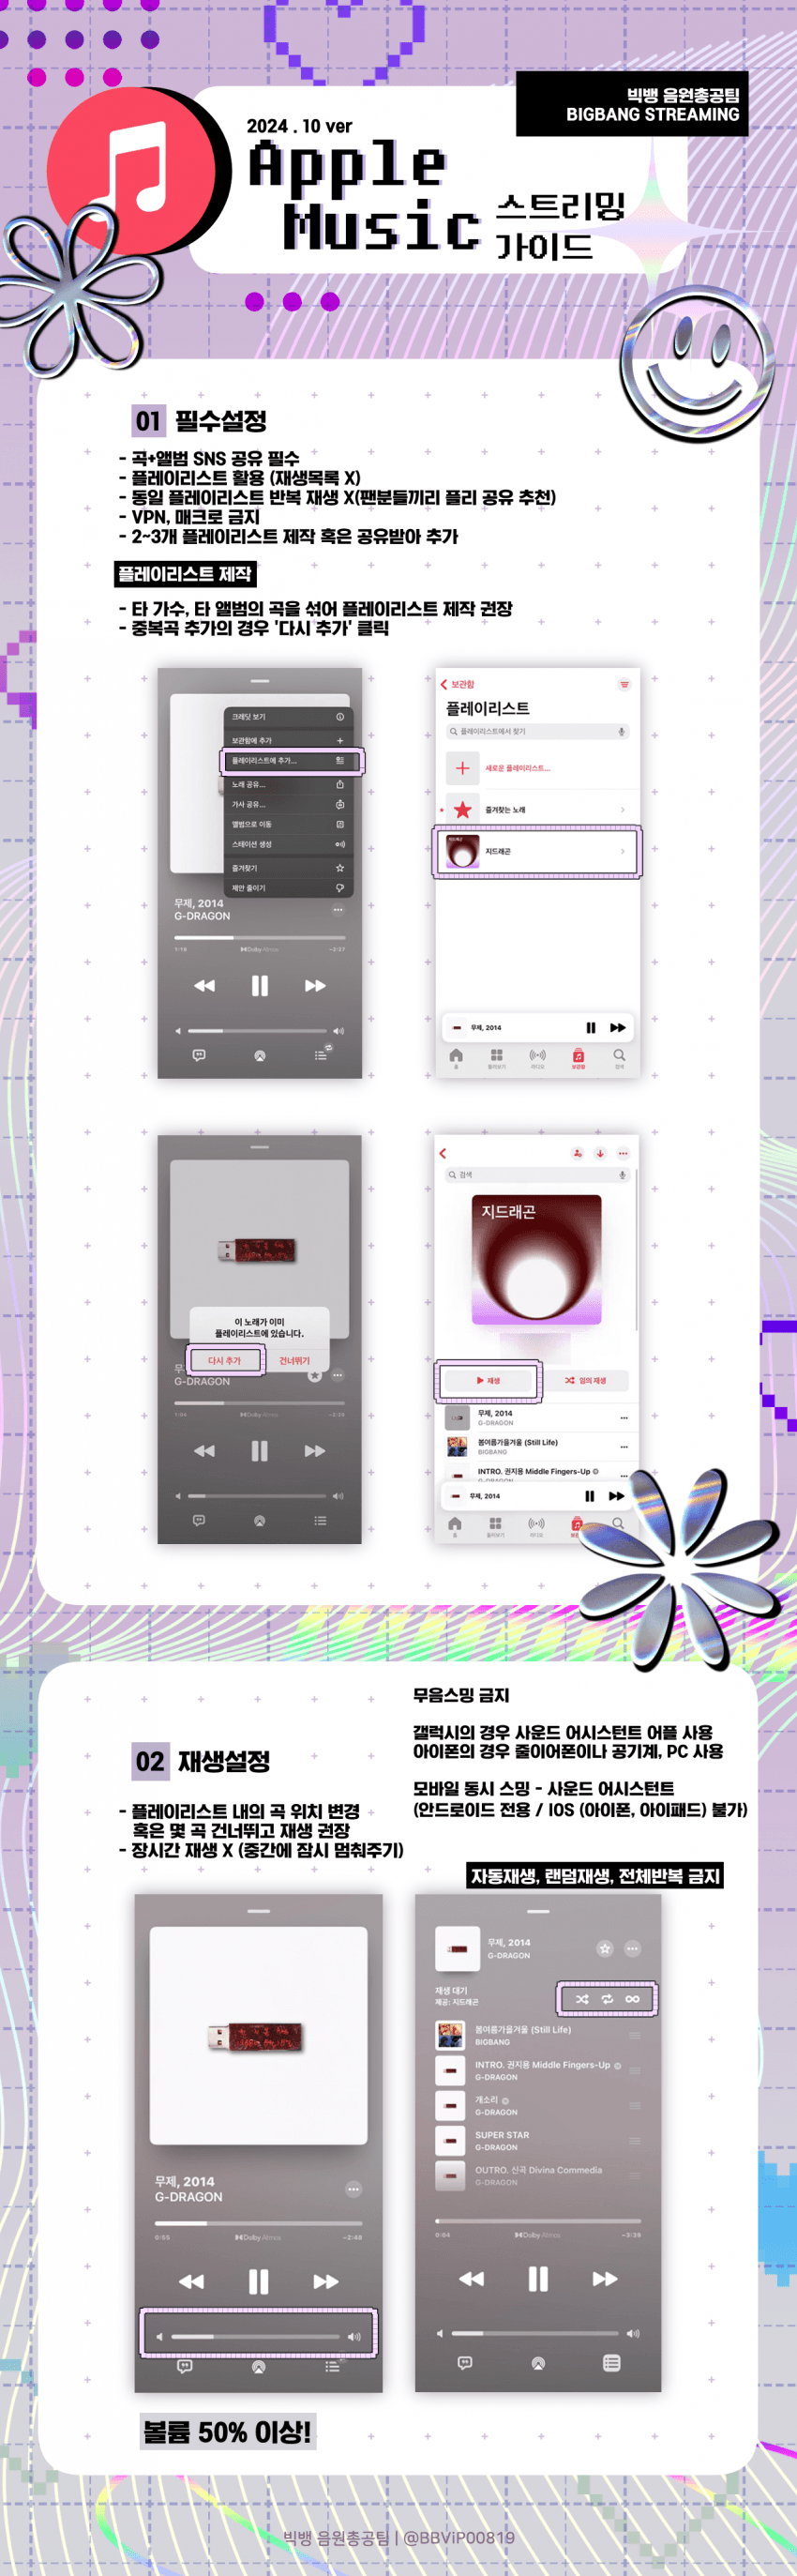 빅뱅 음원총공팀
BIGBANG STREAMING
2024 . 10 ver
Apple
Music 스트리밍
가이드
01 필수설정
- 곡+앨범 SNS 공유 필수
- 플레이리스트 활용 (재생목록 X)
- 동일 플레이리스트 반복 재생 X(팬분들끼리 플리 공유 추천)
- VPN, 매크로 금지
- 2~3개 플레이리스트 제작 혹은 공유받아 추가
플레이리스트 제작
- 타 가수, 타 앨범의 곡을 섞어 플레이리스트 제작 권장
- 중복곡 추가의 경우 '다시 추가' 클릭
크레딧 보기
보관함에 추가
플레이리스트에 추가...
노래 공유...
가사 공유...
앨범으로 이동
스테이션 생성
즐겨찾기
제안 줄이기
무제, 2014
G-DRAGON
1:16
Dolby Atmos
-2:27
보관함
플레이리스트
플레이리스트에서 찾기
새로운 플레이리스트...
즐겨찾는 노래
지드래곤
무제, 2014
홈
둘러보기
라디오
보관함
검색
이 노래가 이미
플레이리스트에 있습니다.
다시 추가
건너뛰기
무
G-DRAGON
1:04
Dolby Atmos
-2:39
검색
지드래곤
재생
임의 재생
무제, 2014
G-DRAGON
봄여름가을겨울 (Still Life)
BIGBANG
INTRO. 권지용 Middle Fingers-Up
G-DRAGON
무제, 2014
홈
둘러보기
라디오
검색
02 재생설정
- 플레이리스트 내의 곡 위치 변경
혹은 몇 곡 건너뛰고 재생 권장
- 장시간 재생 X (중간에 잠시 멈춰주기)
무음스밍 금지
갤럭시의 경우 사운드 어시스턴트 어플 사용
아이폰의 경우 줄이어폰이나 공기계, PC 사용
모바일 동시 스밍 - 사운드 어시스턴트
(안드로이드 전용 / IOS (아이폰, 아이패드) 불가)
자동재생, 랜덤재생, 전체반복 금지
무제, 2014
G-DRAGON
0:55
Dolby Atmos
-2:48
무제, 2014
G-DRAGON
재생 대기
제공: 지드래곤
봄여름가을겨울 (Still Life)
BIGBANG
INTRO. 권지용 Middle Fingers-Up
G-DRAGON
개소리
G-DRAGON
SUPER STAR
G-DRAGON
OUTRO. 신곡 Divina Commedia
G-DRAGON
0:04
Dolby Atmos
-3:39
볼륨 50% 이상!
빅뱅 음원총공팀 | @BBViP00819